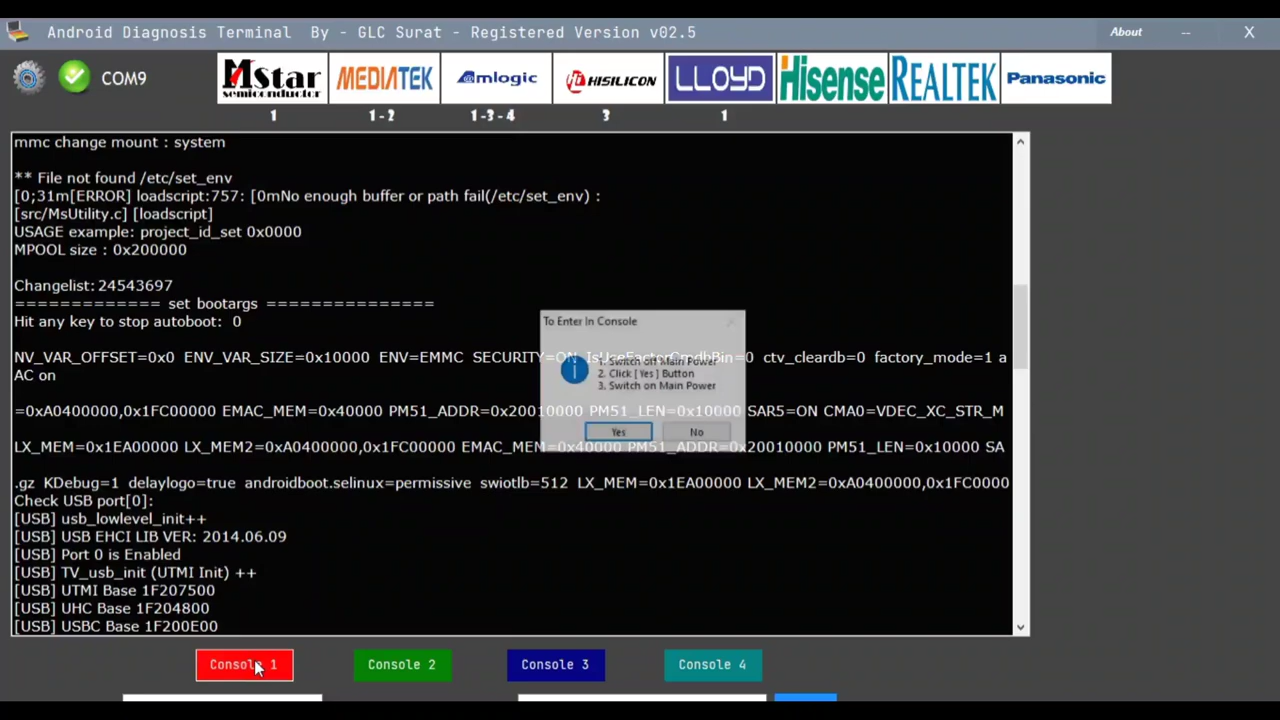 Android Diagnosis Terminal By - GLC Surat - Registered Version v02.5
About -- X
COM9
Mstar semiconductor
MEDIATEK
@mlogic
HISILICON
LLOYD
Hisense
REALTEK
Panasonic
1
1-2
1-3-4
3
1
mmc change mount : system
** File not found /etc/set_env
[0;31m[ERROR] loadscript:757: [0mNo enough buffer or path fail(/etc/set_env) :
[src/MsUtility.c] [loadscript]
USAGE example: project_id_set 0x0000
MPOOL size : 0x200000
Changelist: 24543697
============= set bootargs ===============
Hit any key to stop autoboot: 0
NV_VAR_OFFSET=0x0 ENV_VAR_SIZE=0x10000 ENV=EMMC SECURITY=ON IsUseFactorCmdbBin=0 ctv_cleardb=0 factory_mode=1 a
AC on
=0xA0400000,0x1FC00000 EMAC_MEM=0x40000 PM51_ADDR=0x20010000 PM51_LEN=0x10000 SAR5=ON CMA0=VDEC_XC_STR_M
LX_MEM=0x1EA00000 LX_MEM2=0xA0400000,0x1FC00000 EMAC_MEM=0x40000 PM51_ADDR=0x20010000 PM51_LEN=0x10000 SA
.gz KDebug=1 delaylogo=true androidboot.selinux=permissive swiotlb=512 LX_MEM=0x1EA00000 LX_MEM2=0xA0400000,0x1FC0000
Check USB port[0]:
[USB] usb_lowlevel_init++
[USB] USB EHCI LIB VER: 2014.06.09
[USB] Port 0 is Enabled
[USB] TV_usb_init (UTMI Init) ++
[USB] UTMI Base 1F207500
[USB] UHC Base 1F204800
[USB] USBC Base 1F200E00
To Enter In Console
1. Switch off Main Power
2. Click [ Yes ] Button
3. Switch on Main Power
Yes No
Console 1
Console 2
Console 3
Console 4